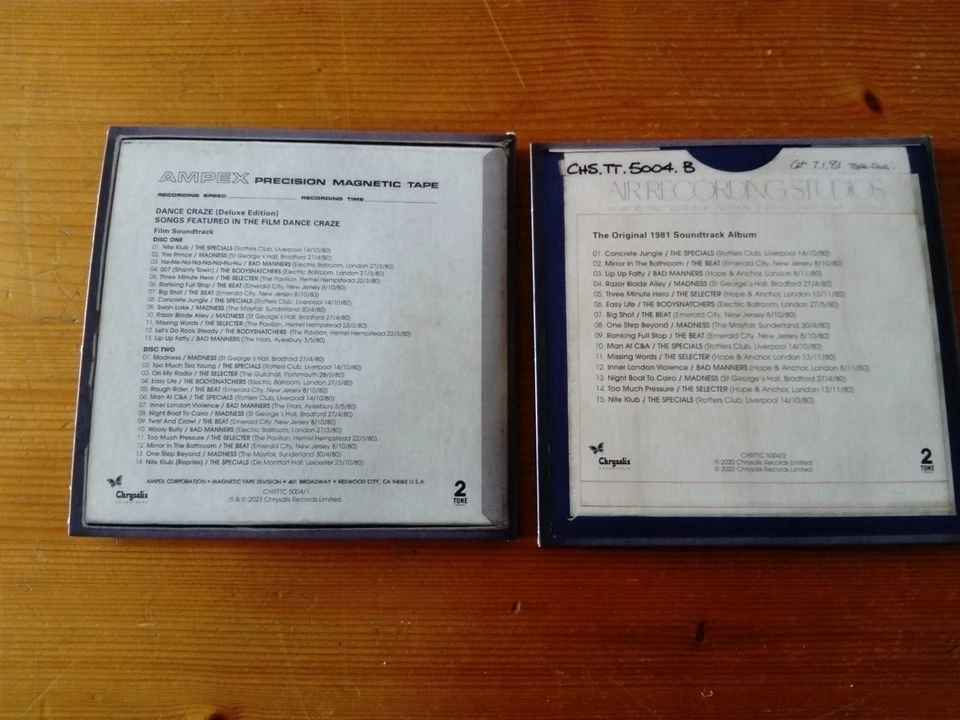 AMPEX PRECISION MAGNETIC TAPE
RECORDING SPEED RECORDING TIME
DANCE CRAZE [Deluxe Edition]
SONGS FEATURED IN THE FILM DANCE CRAZE
Film Soundtrack
DISC ONE
01. Nite Klub / THE SPECIALS (Rotters Club, Liverpool 14/10/80)
02. The Prince / MADNESS (St George's Hall, Bradford 27/4/80)
03. Ne-Ne-Na-Na-Na-Na-Nu-Nu / BAD MANNERS (Electric Ballroom, London 27/3/80)
04. 007 (Shanty Town) / THE BODYSNATCHERS (Electric Ballroom, London 27/3/80)
05. Three Minute Hero / THE SELECTER (The Pavilion, Hemel Hempstead 22/3/80)
06. Ranking Full Stop / THE BEAT (Emerald City, New Jersey 8/10/80)
07. Big Shot / THE BEAT (Emerald City, New Jersey 8/10/80)
08. Concrete Jungle / THE SPECIALS (Rotters Club, Liverpool 14/10/80)
09. Swan Lake / MADNESS (The Mayfair, Sunderland 30/4/80)
10. Razor Blade Alley / MADNESS (St George's Hall, Bradford 27/4/80)
11. Missing Words / THE SELECTER (The Pavilion, Hemel Hempstead 22/3/80)
12. Let's Do Rock Steady / THE BODYSNATCHERS (The Pavilion, Hemel Hempstead 22/3/80)
13. Lip Up Fatty / BAD MANNERS (The Friars, Aylesbury 3/5/80)
DISC TWO
01. Madness / MADNESS (St George's Hall, Bradford 27/4/80)
02. Too Much Too Young / THE SPECIALS (Rotters Club, Liverpool 14/10/80)
03. On My Radio / THE SELECTER (The Guildhall, Portsmouth 28/2/80)
04. Easy Life / THE BODYSNATCHERS (Electric Ballroom, London 27/3/80)
05. Rough Rider / THE BEAT (Emerald City, New Jersey 8/10/80)
06. Man At C&A / THE SPECIALS (Rotters Club, Liverpool 14/10/80)
07. Inner London Violence / BAD MANNERS (The Friars, Aylesbury 3/5/80)
08. Night Boat To Cairo / MADNESS (St George's Hall, Bradford 27/4/80)
09. Twist And Crawl / THE BEAT (Emerald City, New Jersey 8/10/80)
10. Wooly Bully / BAD MANNERS (Electric Ballroom, London 27/3/80)
11. Too Much Pressure / THE SELECTER (The Pavilion, Hemel Hempstead 22/3/80)
12. Mirror In The Bathroom / THE BEAT (Emerald City, New Jersey 8/10/80)
13. One Step Beyond / MADNESS (The Mayfair, Sunderland 30/4/80)
14. Nite Klub (Reprise) / THE SPECIALS (De Montfort Hall, Leicester 23/10/80)
AMPEX CORPORATION • MAGNETIC TAPE DIVISION • 401 BROADWAY • REDWOOD CITY, CA 94063 U.S.A.
Chrysalis
CHRTTC 5004/1
℗ & © 2023 Chrysalis Records Limited.
2 TONE
CHS.TT.5004.B
Cut 7.1.81
AIR RECORDING STUDIOS
The Original 1981 Soundtrack Album
01. Concrete Jungle / THE SPECIALS (Rotters Club, Liverpool 14/10/80)
02. Mirror In The Bathroom / THE BEAT (Emerald City, New Jersey 8/10/80)
03. Lip Up Fatty / BAD MANNERS (Hope & Anchor, London 8/11/80)
04. Razor Blade Alley / MADNESS (St George's Hall, Bradford 27/4/80)
05. Three Minute Hero / THE SELECTER (Hope & Anchor, London 13/11/80)
06. Easy Life / THE BODYSNATCHERS (Electric Ballroom, London 27/5/80)
07. Big Shot / THE BEAT (Emerald City, New Jersey 8/10/80)
08. One Step Beyond / MADNESS (The Mayfair, Sunderland 30/4/80)
09. Ranking Full Stop / THE BEAT (Emerald City, New Jersey 8/10/80)
10. Man At C&A / THE SPECIALS (Rotters Club, Liverpool 14/10/80)
11. Missing Words / THE SELECTER (Hope & Anchor, London 13/11/80)
12. Inner London Violence / BAD MANNERS (Hope & Anchor, London 8/11/80)
13. Night Boat To Cairo / MADNESS (St George's Hall, Bradford 27/4/80)
14. Too Much Pressure / THE SELECTER (Hope & Anchor, London 13/11/80)
15. Nite Klub / THE SPECIALS (Rotters Club, Liverpool 14/10/80)
Chrysalis
CHRTTC 5004/2
© 2020 Chrysalis Records Limited
© 2023 Chrysalis Records Limited
2 TONE